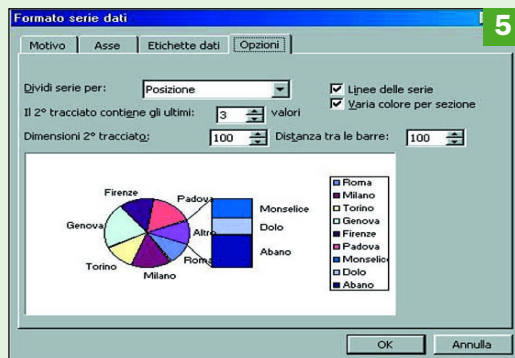 Formato serie dati
5
Motivo Asse Etichette dati Opzioni
Dividi serie per: Posizione
Linee delle serie
Il 2° tracciato contiene gli ultimi: 3 valori
Varia colore per sezione
Dimensioni 2° tracciato: 100 Distanza tra le barre: 100
Firenze
Padova
Genova
Altro
Torino
Milano
Roma
Monselice
Dolo
Abano
Roma
Milano
Torino
Genova
Firenze
Padova
Monselice
Dolo
Abano
OK Annulla